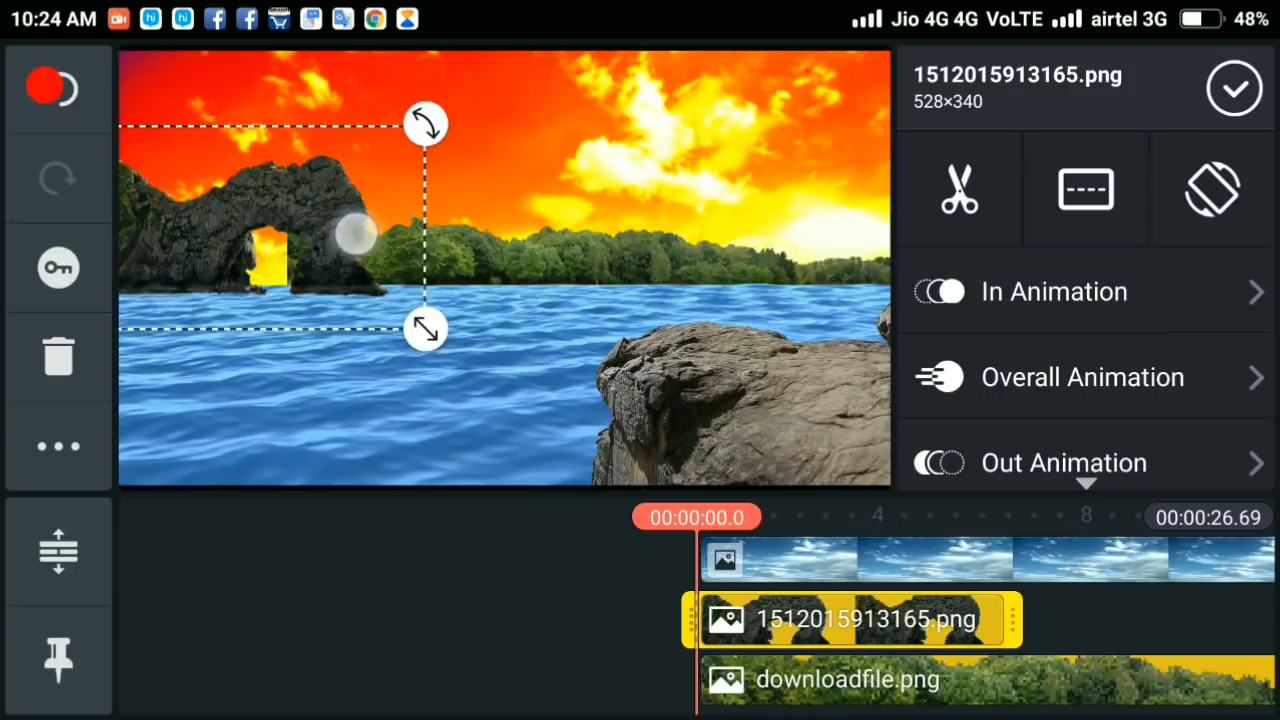 10:24 AM
Jio 4G 4G VoLTE
airtel 3G
48%
1512015913165.png
528×340
In Animation
Overall Animation
Out Animation
00:00:00.0
4
8
00:00:26.69
1512015913165.png
downloadfile.png